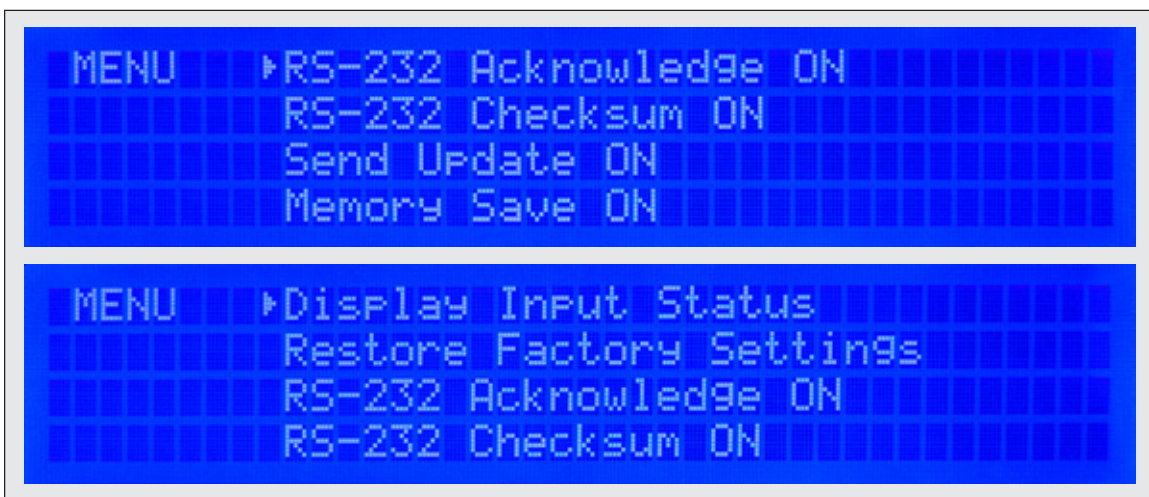 MENU ▸RS-232 Acknowledge ON
RS-232 Checksum ON
Send Update ON
Memory Save ON
MENU ▸Display Input Status
Restore Factory Settings
RS-232 Acknowledge ON
RS-232 Checksum ON